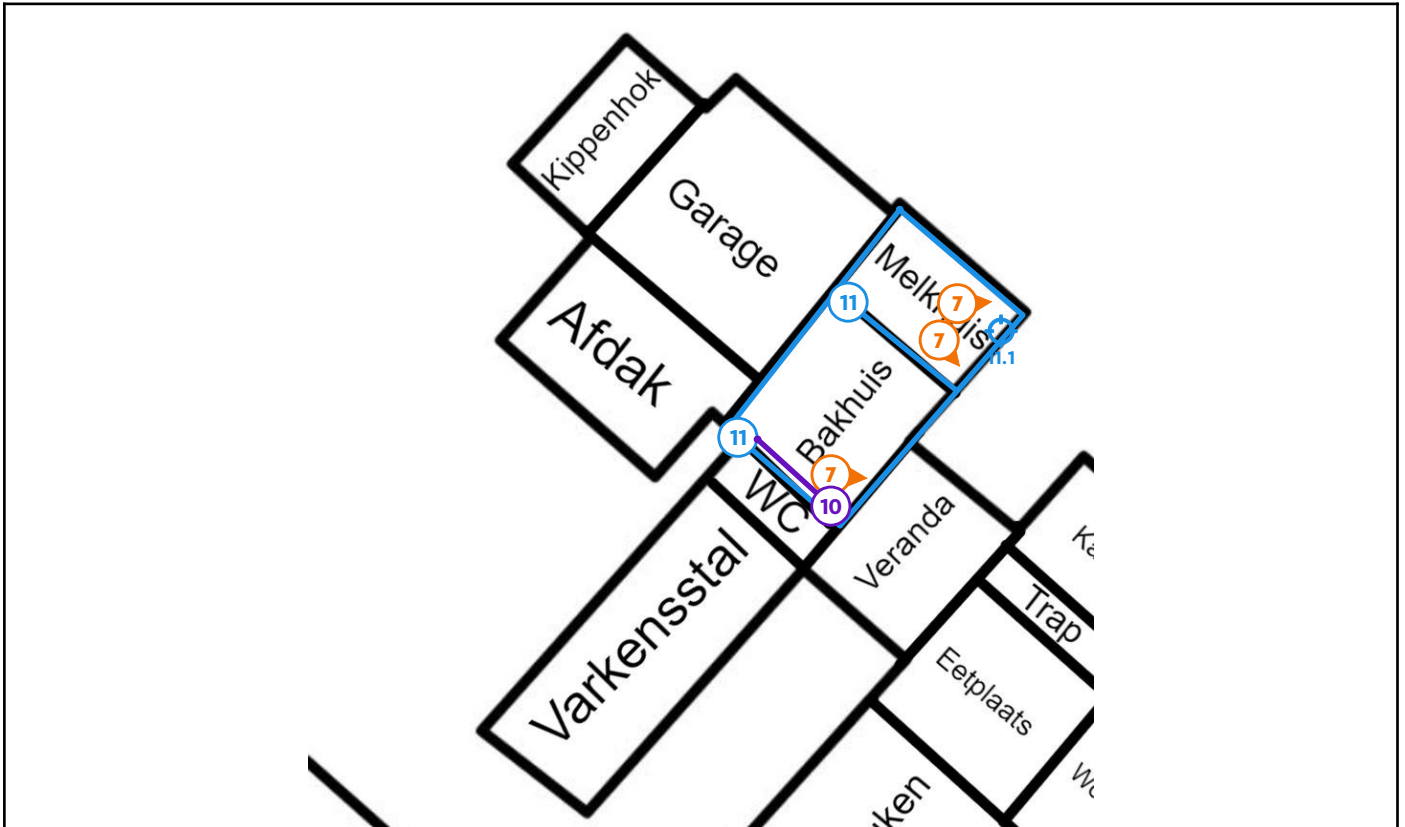 Kippenhok
Garage
Afdak
Melkhuis
7
7
11
11.1
Bakhuis
11
7
10
WC
Veranda
Varkensstal
Trap
Eetplaats